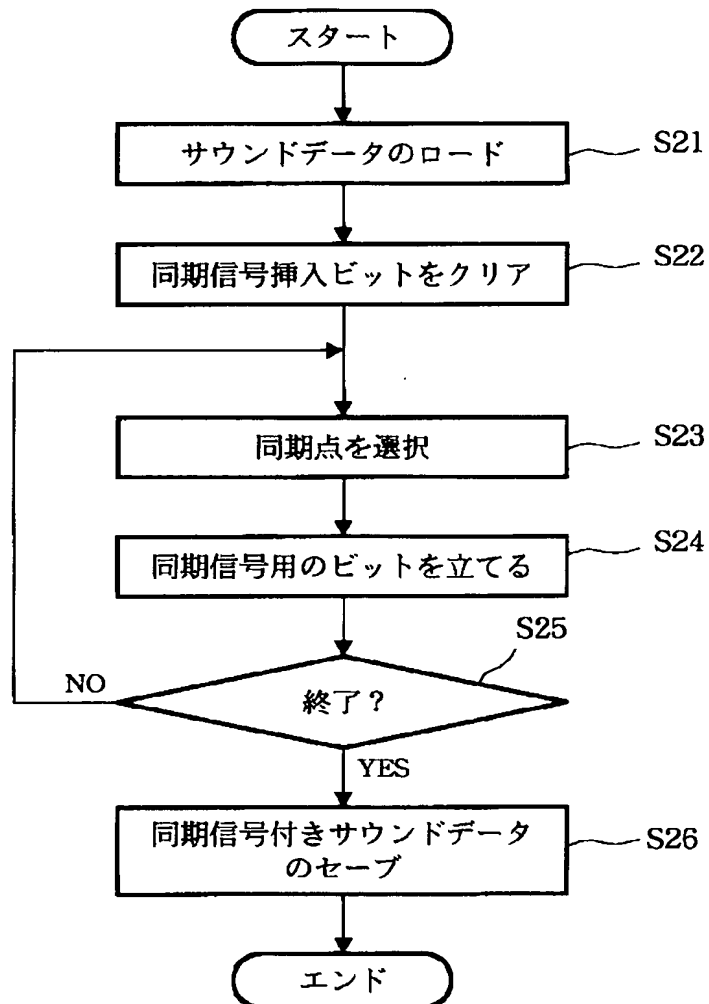 スタート
サウンドデータのロード
S21
同期信号挿入ビットをクリア
S22
同期点を選択
S23
同期信号用のビットを立てる
S24
S25
終了？
NO
YES
同期信号付きサウンドデータ
のセーブ
S26
エンド